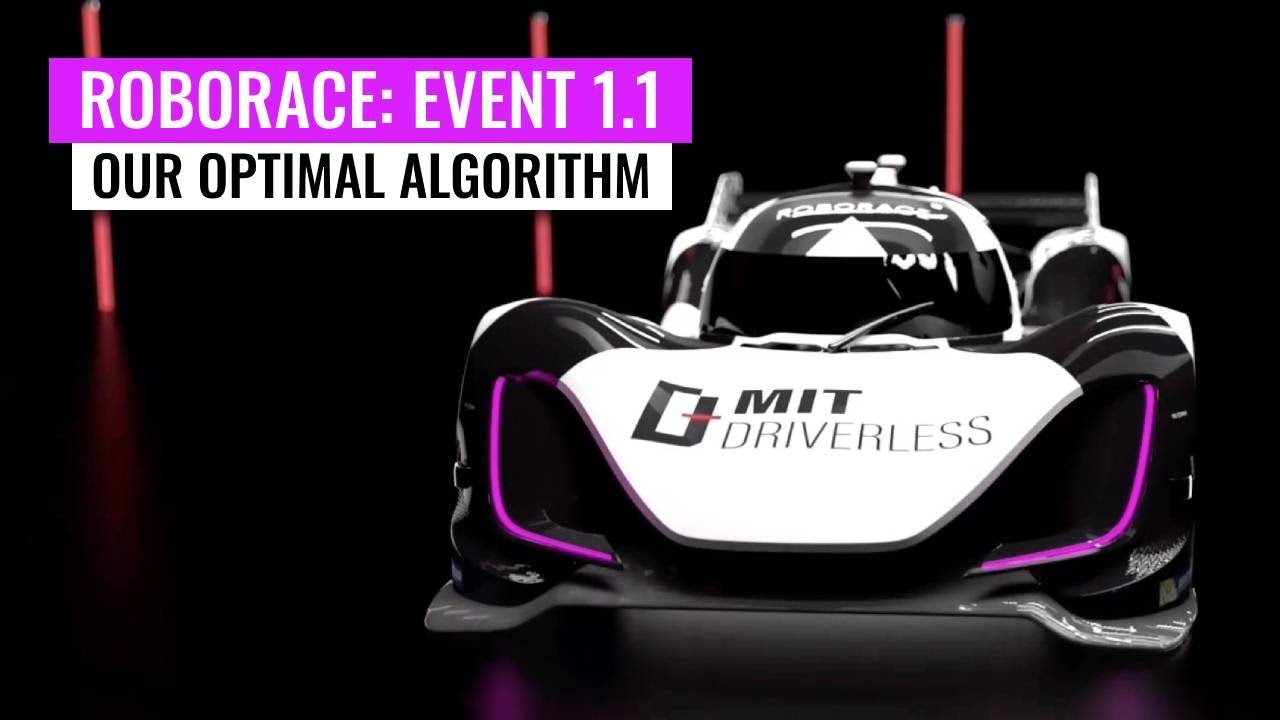 ROBORACE: EVENT 1.1
OUR OPTIMAL ALGORITHM
ROBORACE
MIT
DRIVERLESS